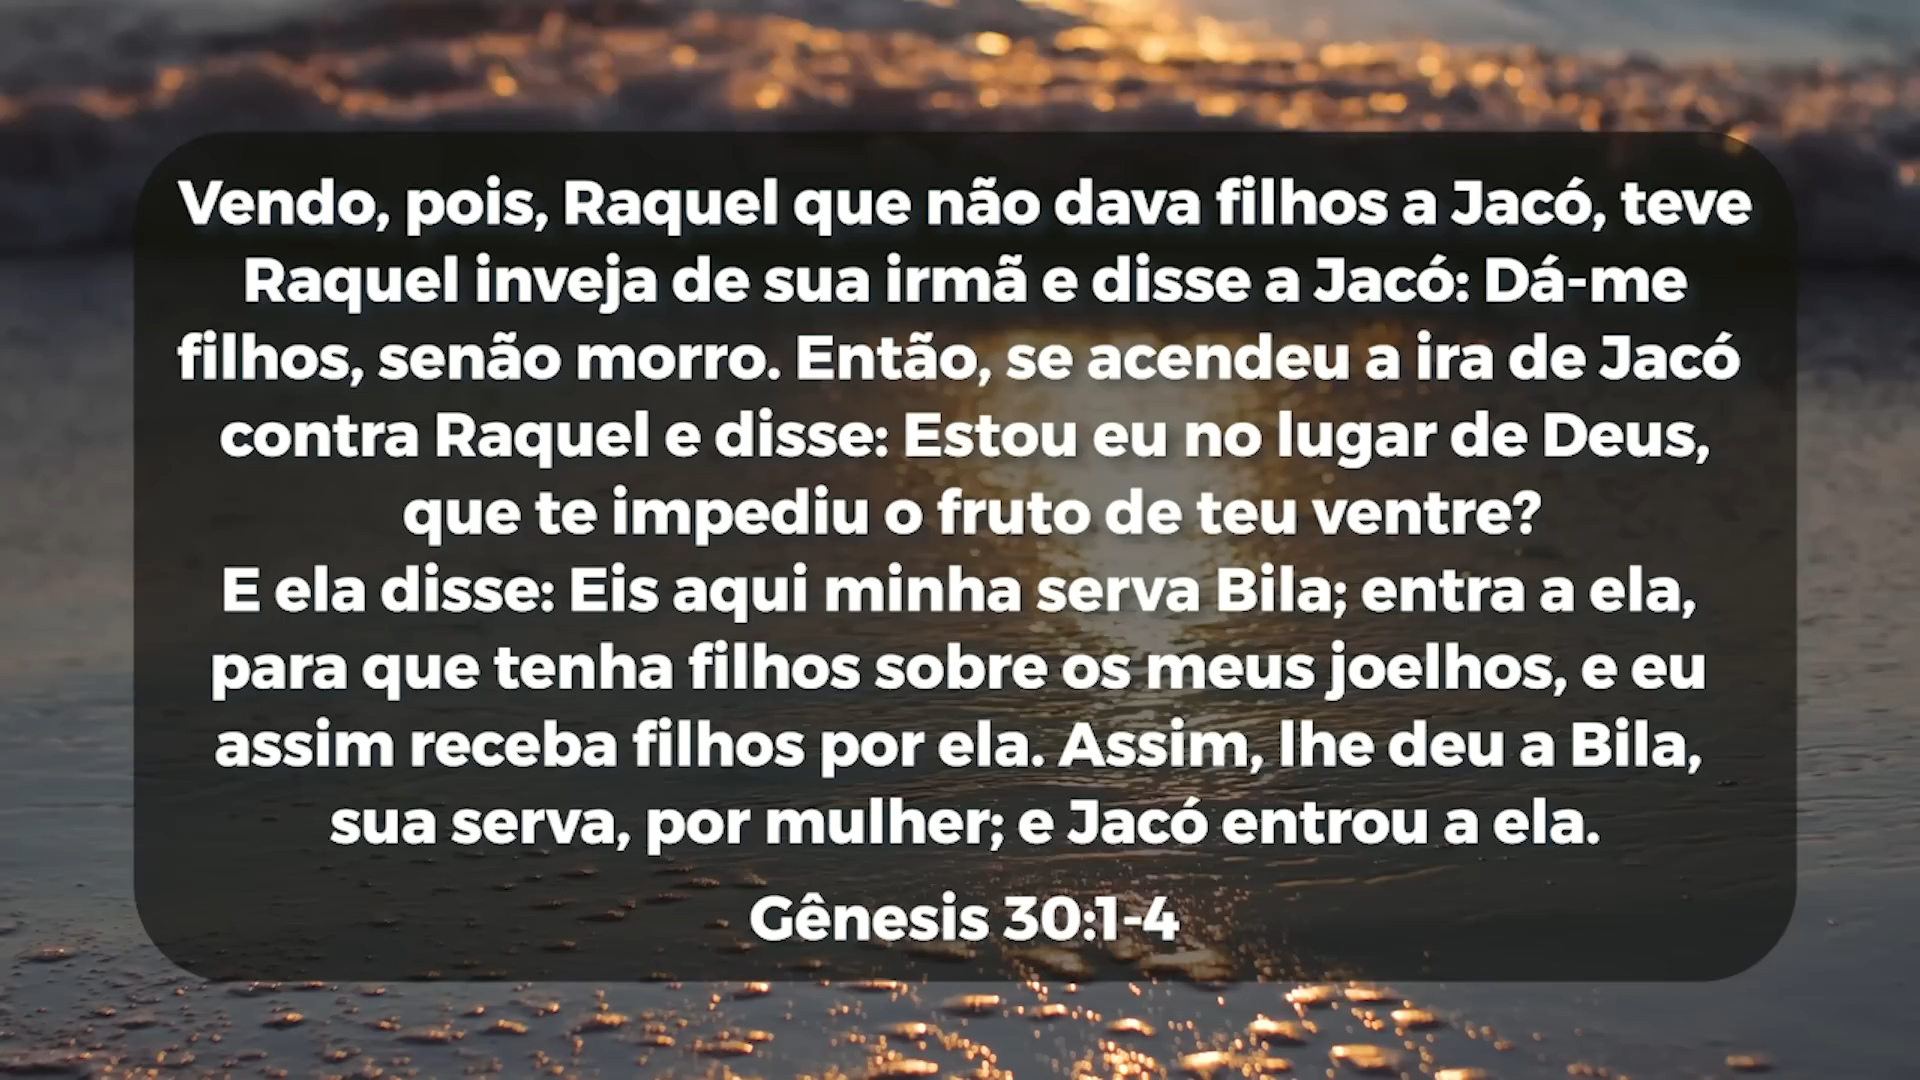 Vendo, pois, Raquel que não dava filhos a Jacó, teve
Raquel inveja de sua irmã e disse a Jacó: Dá-me
filhos, senão morro. Então, se acendeu a ira de Jacó
contra Raquel e disse: Estou eu no lugar de Deus,
que te impediu o fruto de teu ventre?
E ela disse: Eis aqui minha serva Bila; entra a ela,
para que tenha filhos sobre os meus joelhos, e eu
assim receba filhos por ela. Assim, lhe deu a Bila,
sua serva, por mulher; e Jacó entrou a ela.
Gênesis 30:1-4